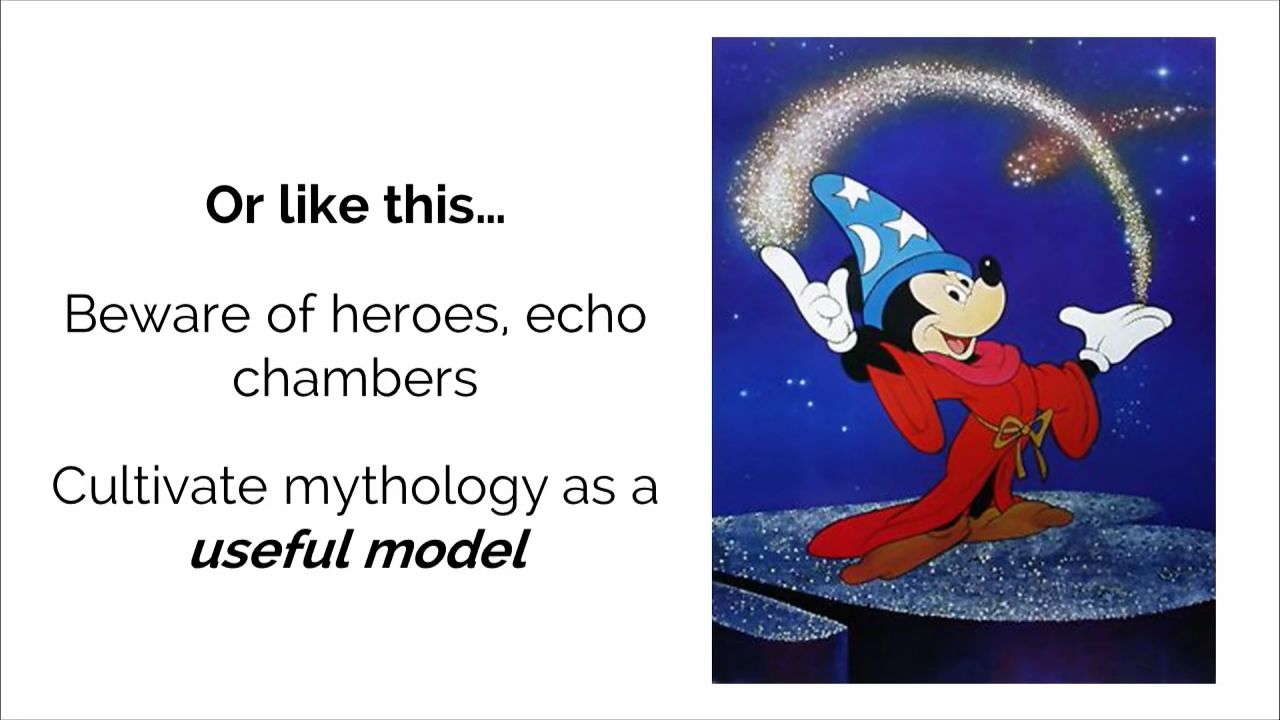 Or like this…
Beware of heroes, echo
chambers
Cultivate mythology as a
useful model